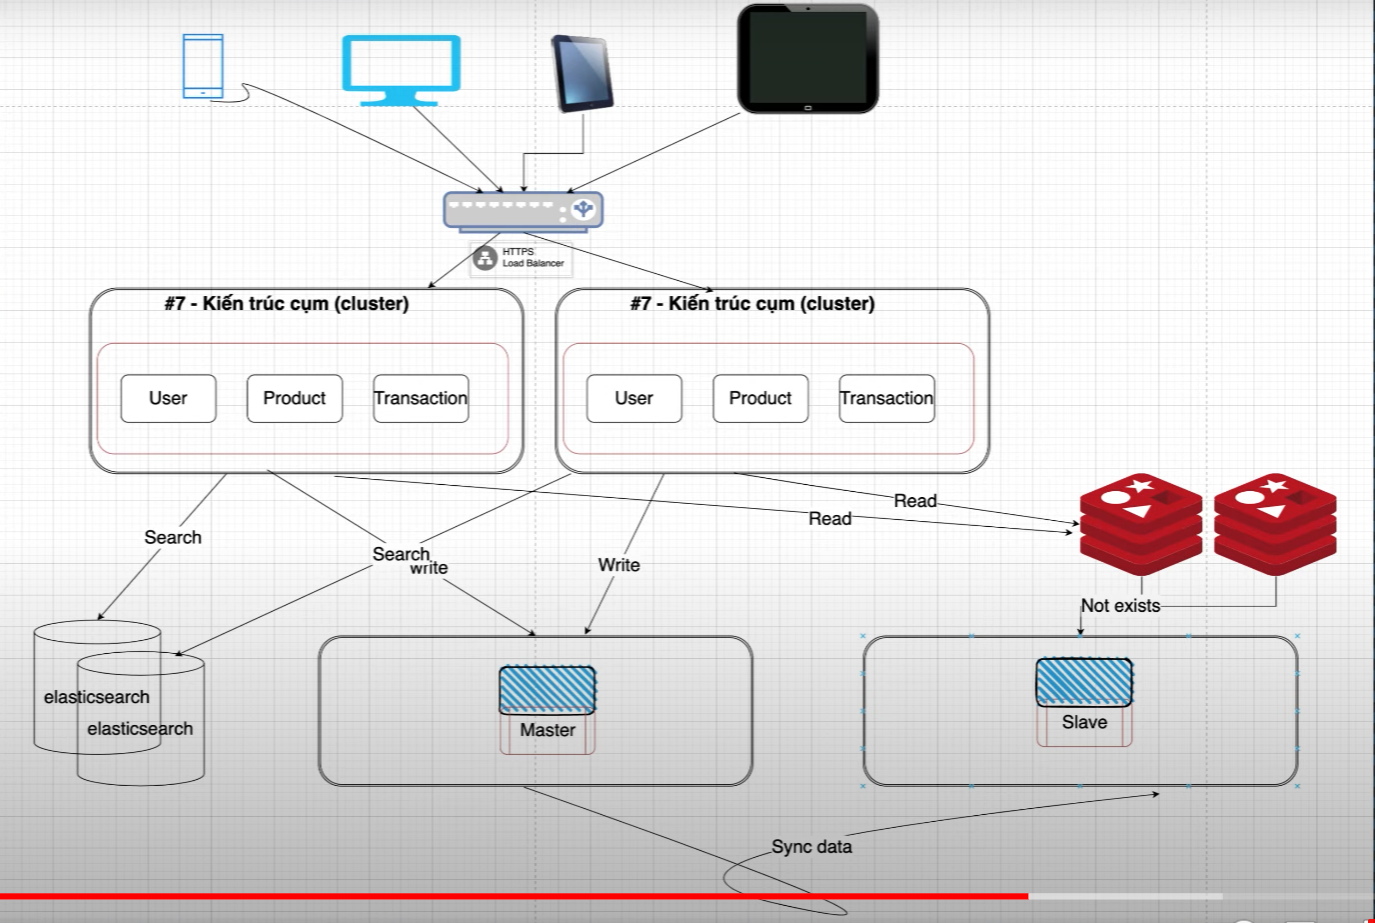 HTTPS
Load Balancer
#7 - Kiến trúc cụm (cluster)
#7 - Kiến trúc cụm (cluster)
User
Product
Transaction
User
Product
Transaction
Read
Read
Search
Search
write
Write
Not exists
elasticsearch
elasticsearch
Master
Slave
Sync data